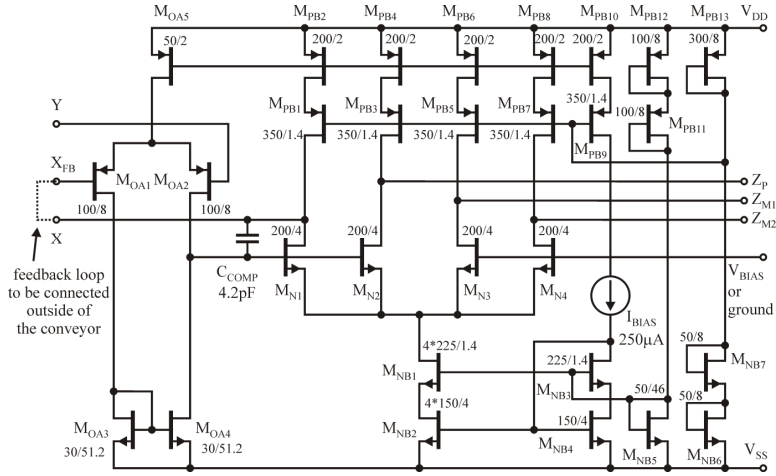 M_OA5 M_PB2 M_PB4 M_PB6 M_PB8 M_PB10 M_PB12 M_PB13 V_DD
50/2 200/2 200/2 200/2 200/2 200/2 100/8 300/8
Y M_PB1 M_PB3 M_PB5 M_PB7 350/1.4 100/8 M_PB11
350/1.4 350/1.4 350/1.4 350/1.4 M_PB9
X_FB M_OA1 M_OA2
Z_P
100/8 100/8
Z_M1
X
Z_M2
200/4 200/4 200/4 200/4
feedback loop
to be connected
outside of
the conveyor
C_COMP
4.2pF
M_N1 M_N2 M_N3 M_N4
V_BIAS
or
ground
I_BIAS
250μA
4*225/1.4 225/1.4 50/46 50/8
M_NB1 M_NB3 M_NB7
4*150/4 150/4 50/8
M_OA3 M_OA4 M_NB2 M_NB4 M_NB5 M_NB6 V_SS
30/51.2 30/51.2